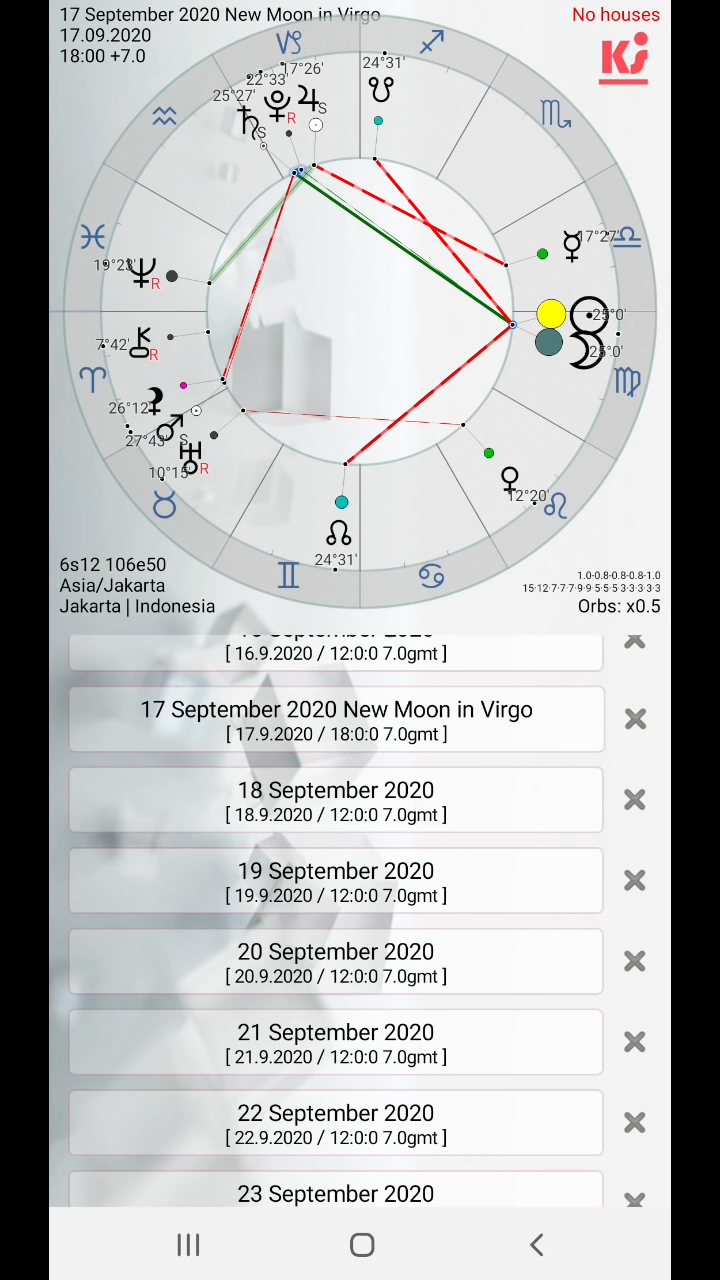 17 September 2020 New Moon in Virgo
No houses
17.09.2020
18:00 +7.0
KJ
24°31'
17°26'
22°33'
25°27'
S
R
S
17°27'
19°23'
R
25°0'
25°0'
7°42'
R
26°12'
27°43'
S
10°15'
R
12°20'
24°31'
6s12 106e50
Asia/Jakarta
Jakarta | Indonesia
1.0-0.8-0.8-0.8-1.0
15-12-7-7-7-9-9-5-5-5-3-3-3-3-3
Orbs: x0.5
[ 16.9.2020 / 12:0:0 7.0gmt ]
17 September 2020 New Moon in Virgo
[ 17.9.2020 / 18:0:0 7.0gmt ]
18 September 2020
[ 18.9.2020 / 12:0:0 7.0gmt ]
19 September 2020
[ 19.9.2020 / 12:0:0 7.0gmt ]
20 September 2020
[ 20.9.2020 / 12:0:0 7.0gmt ]
21 September 2020
[ 21.9.2020 / 12:0:0 7.0gmt ]
22 September 2020
[ 22.9.2020 / 12:0:0 7.0gmt ]
23 September 2020